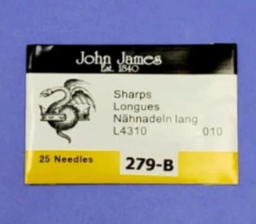 John James
Est. 1840
Sharps
Longues
Nähnadeln lang
L4310 010
25 Needles
279-B